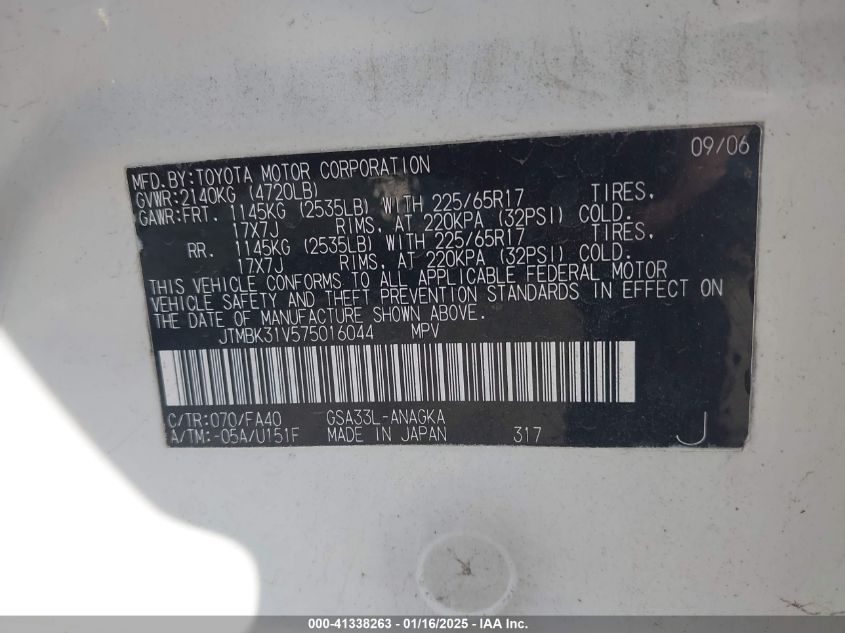 09/06
MFD.BY:TOYOTA MOTOR CORPORATION
GVWR:2140KG (4720LB)
GAWR:FRT. 1145KG (2535LB) WITH 225/65R17 TIRES,
17X7J RIMS, AT 220KPA (32PSI) COLD.
RR. 1145KG (2535LB) WITH 225/65R17 TIRES,
17X7J RIMS, AT 220KPA (32PSI) COLD.
THIS VEHICLE CONFORMS TO ALL APPLICABLE FEDERAL MOTOR
VEHICLE SAFETY AND THEFT PREVENTION STANDARDS IN EFFECT ON
THE DATE OF MANUFACTURE SHOWN ABOVE.
JTMBK31V575016044 MPV
C/TR:070/FA40 GSA33L-ANAGKA
A/TM:-05A/U151F MADE IN JAPAN 317 J
000-41338263 - 01/16/2025 - IAA Inc.